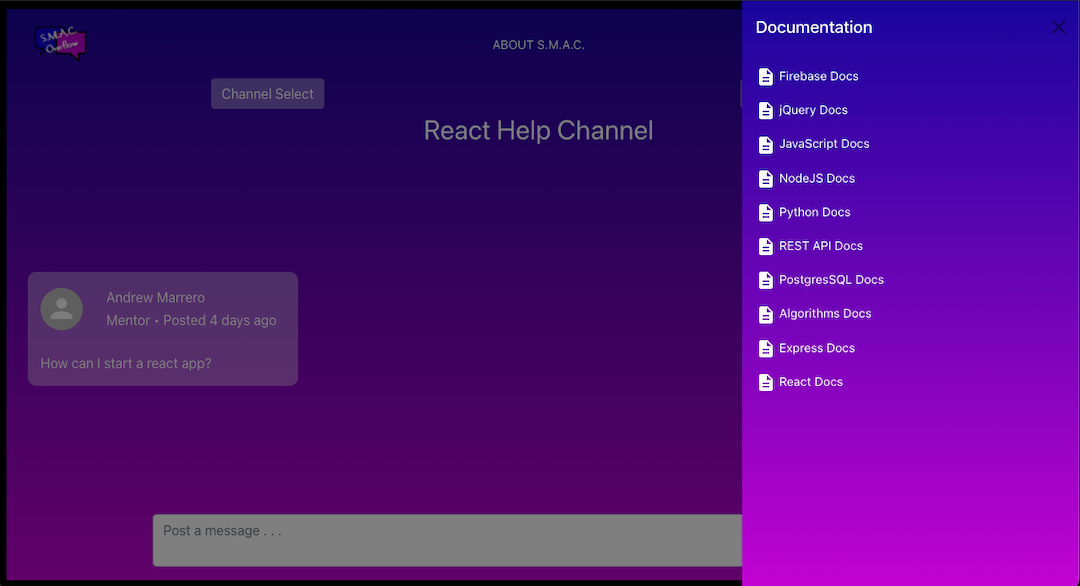 S.M.A.C.
Overflow
ABOUT S.M.A.C.
Channel Select
React Help Channel
Andrew Marrero
Mentor • Posted 4 days ago
How can I start a react app?
Post a message . . .
Documentation
Firebase Docs
jQuery Docs
JavaScript Docs
NodeJS Docs
Python Docs
REST API Docs
PostgresSQL Docs
Algorithms Docs
Express Docs
React Docs